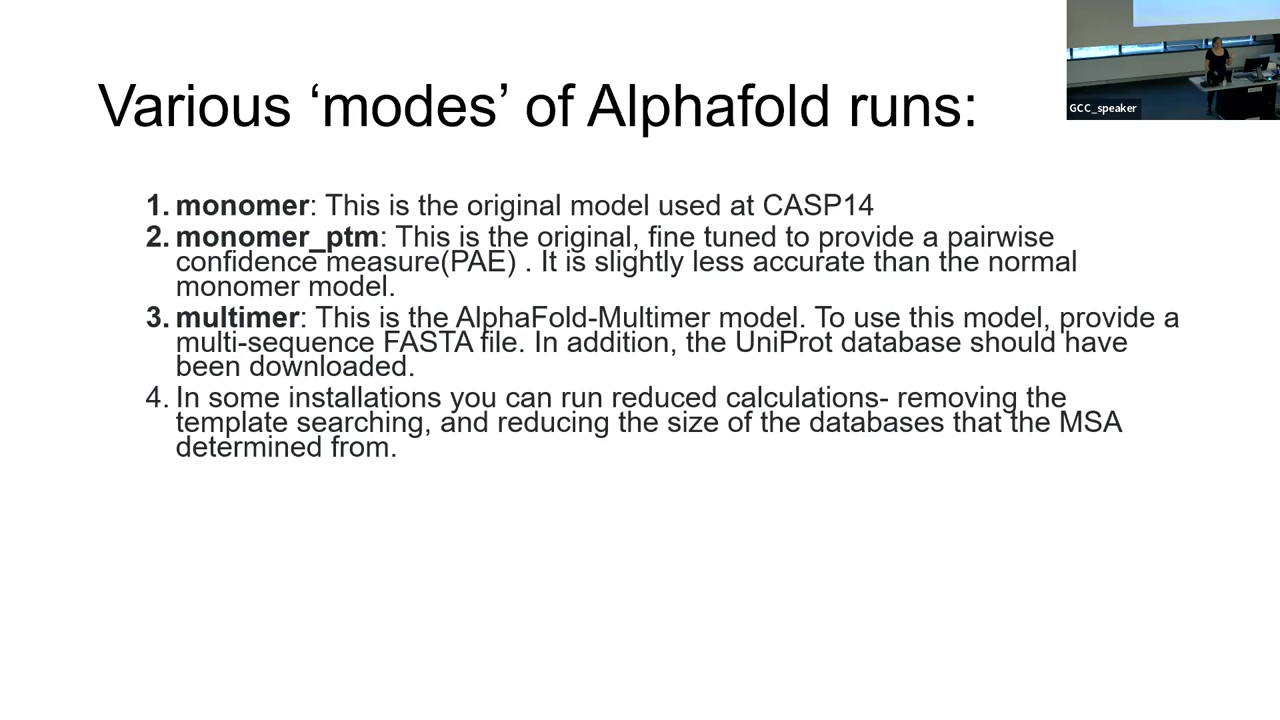 Various ‘modes’ of Alphafold runs:
GCC_speaker
1. monomer: This is the original model used at CASP14
2. monomer_ptm: This is the original, fine tuned to provide a pairwise
confidence measure(PAE) . It is slightly less accurate than the normal
monomer model.
3. multimer: This is the AlphaFold-Multimer model. To use this model, provide a
multi-sequence FASTA file. In addition, the UniProt database should have
been downloaded.
4. In some installations you can run reduced calculations- removing the
template searching, and reducing the size of the databases that the MSA
determined from.